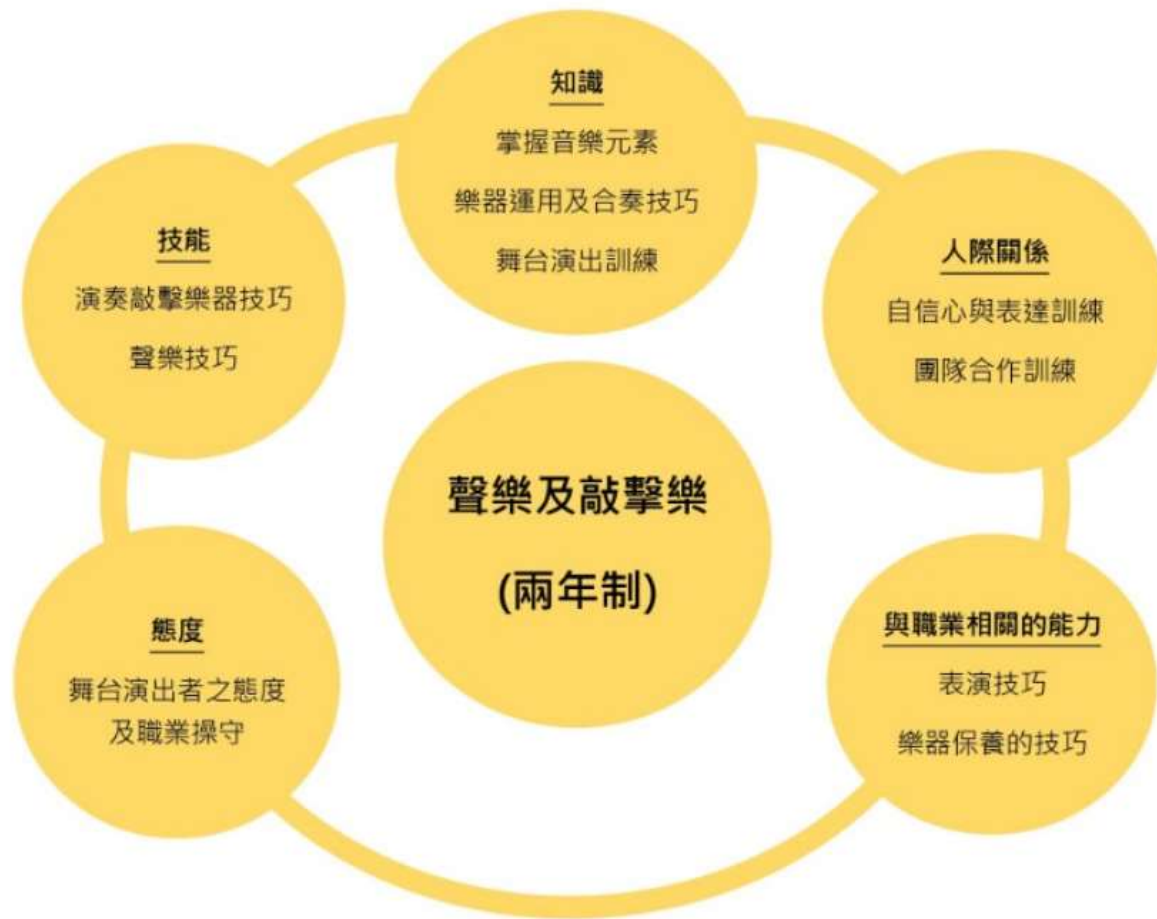 知識
掌握音樂元素
樂器運用及合奏技巧
舞台演出訓練
人際關係
自信心與表達訓練
團隊合作訓練
與職業相關的能力
表演技巧
樂器保養的技巧
態度
舞台演出者之態度
及職業操守
技能
演奏敲擊樂器技巧
聲樂技巧
聲樂及敲擊樂
(兩年制)